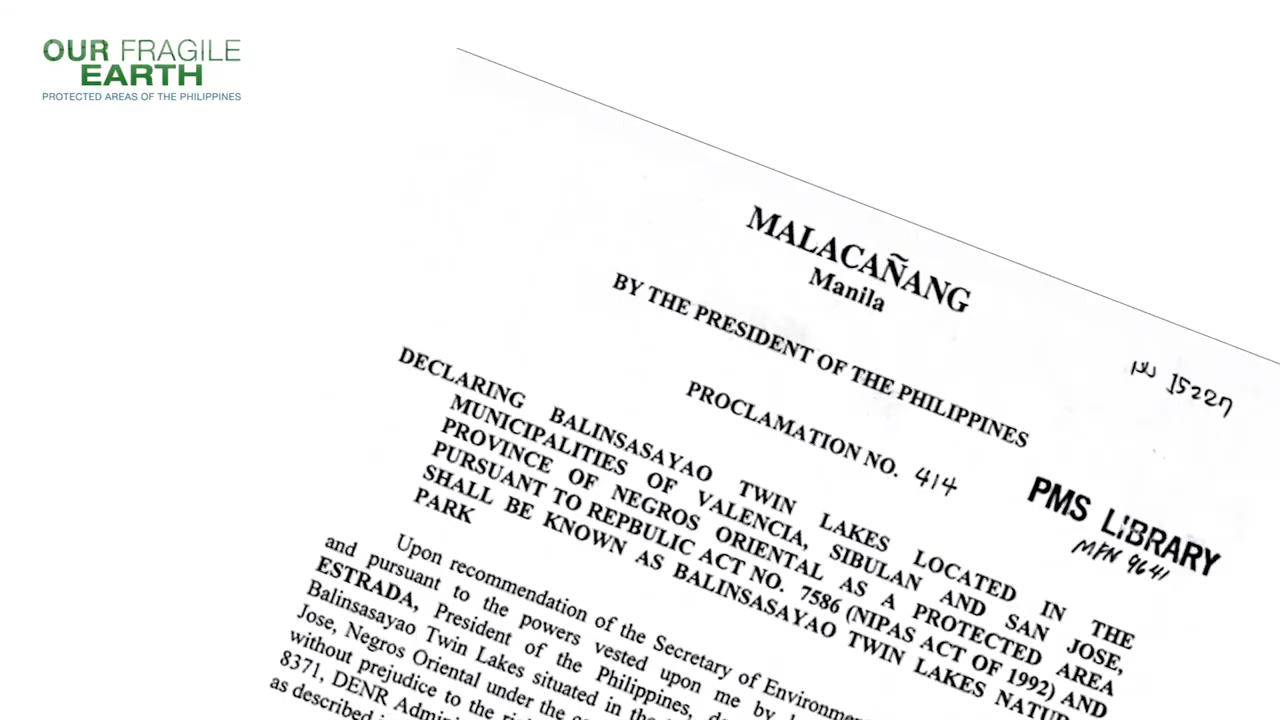 OUR FRAGILE
EARTH
PROTECTED AREAS OF THE PHILIPPINES
MALACAÑANG
Manila
BY THE PRESIDENT OF THE PHILIPPINES
15227
PROCLAMATION NO. 414
PMS LIBRARY
MFN 9641
DECLARING BALINSASAYAO TWIN LAKES LOCATED IN THE
MUNICIPALITIES OF VALENCIA, SIBULAN AND SAN JOSE,
PROVINCE OF NEGROS ORIENTAL AS A PROTECTED AREA
PURSUANT TO REPBULIC ACT NO. 7586 (NIPAS ACT OF 1992) AND
SHALL BE KNOWN AS BALINSASAYAO TWIN LAKES
PARK
Upon recommendation of the Secretary of
and pursuant to the powers vested upon me by
ESTRADA, President of the Philippines,
Balinsasayao Twin Lakes situated in the
Jose, Negros Oriental under the
without prejudice to the
8371, DENR
as described